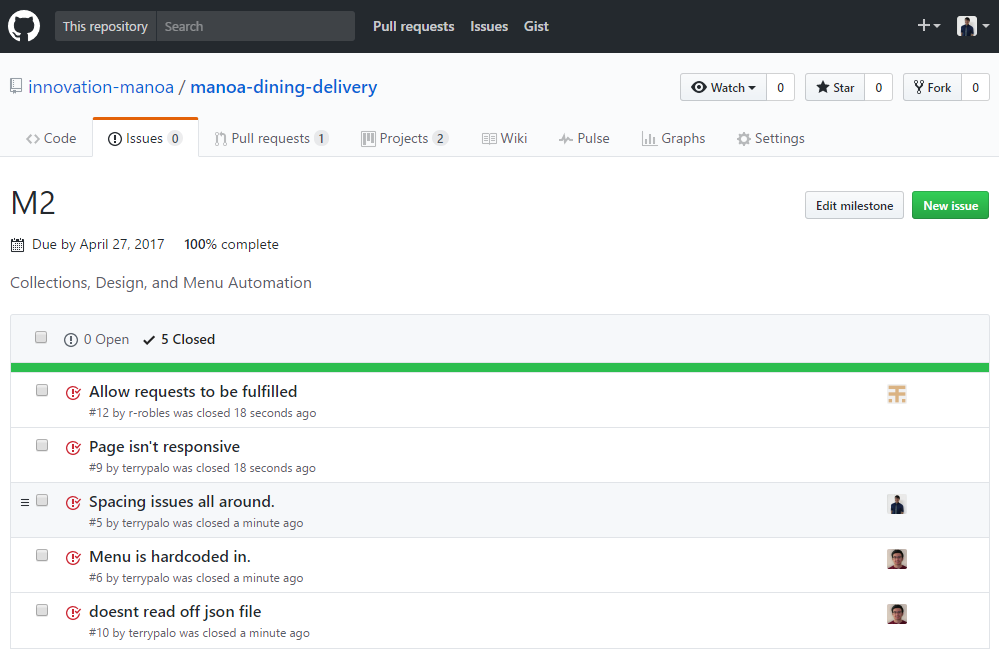 This repository Search Pull requests Issues Gist
innovation-manoa / manoa-dining-delivery Watch 0 Star 0 Fork 0
Code Issues 0 Pull requests 1 Projects 2 Wiki Pulse Graphs Settings
M2 Edit milestone New issue
Due by April 27, 2017 100% complete
Collections, Design, and Menu Automation
0 Open 5 Closed
Allow requests to be fulfilled
#12 by r-robles was closed 18 seconds ago
Page isn't responsive
#9 by terrypalo was closed 18 seconds ago
Spacing issues all around.
#5 by terrypalo was closed a minute ago
Menu is hardcoded in.
#6 by terrypalo was closed a minute ago
doesnt read off json file
#10 by terrypalo was closed a minute ago